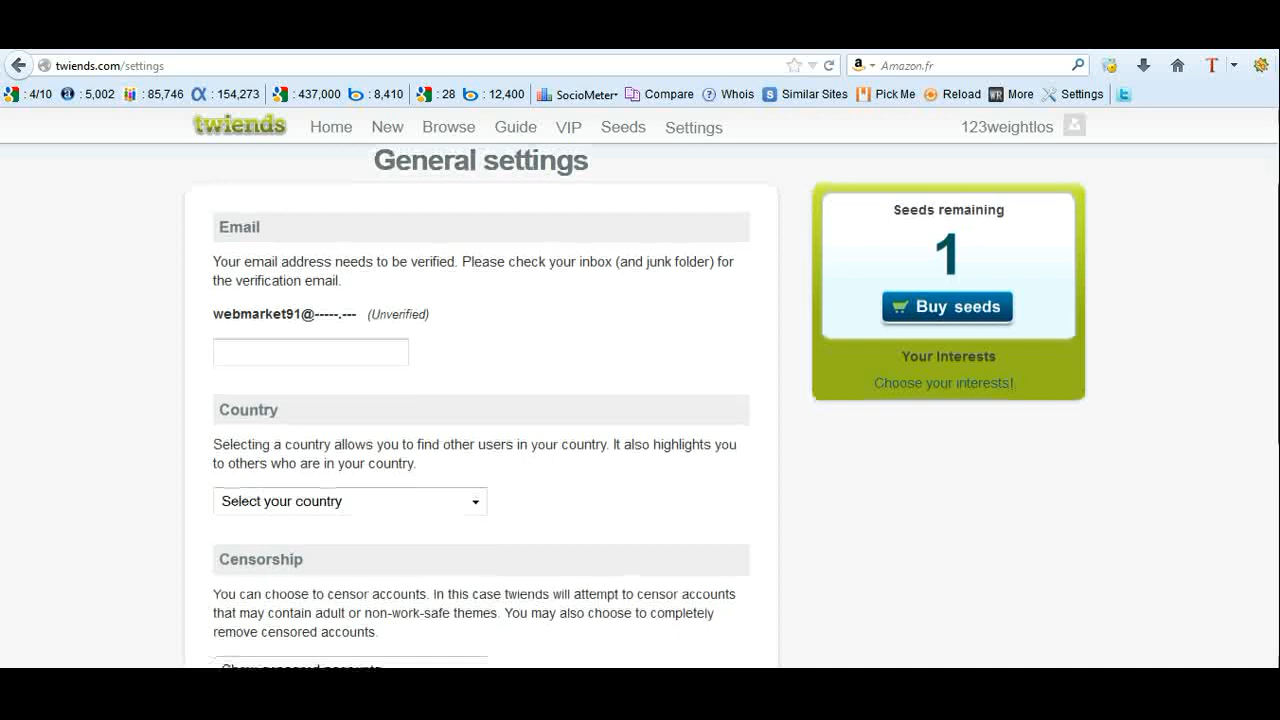 twiends.com/settings
Amazon.fr
: 4/10 : 5,002 : 85,746 : 154,273 : 437,000 : 8,410 : 28 : 12,400 SocioMeter Compare Whois Similar Sites Pick Me Reload More Settings
twiends Home New Browse Guide VIP Seeds Settings 123weightlos
General settings
Email
Your email address needs to be verified. Please check your inbox (and junk folder) for
the verification email.
webmarket91@-----.--- (Unverified)
Country
Selecting a country allows you to find other users in your country. It also highlights you
to others who are in your country.
Select your country
Censorship
You can choose to censor accounts. In this case twiends will attempt to censor accounts
that may contain adult or non-work-safe themes. You may also choose to completely
remove censored accounts.
Seeds remaining
1
Buy seeds
Your Interests
Choose your interests!